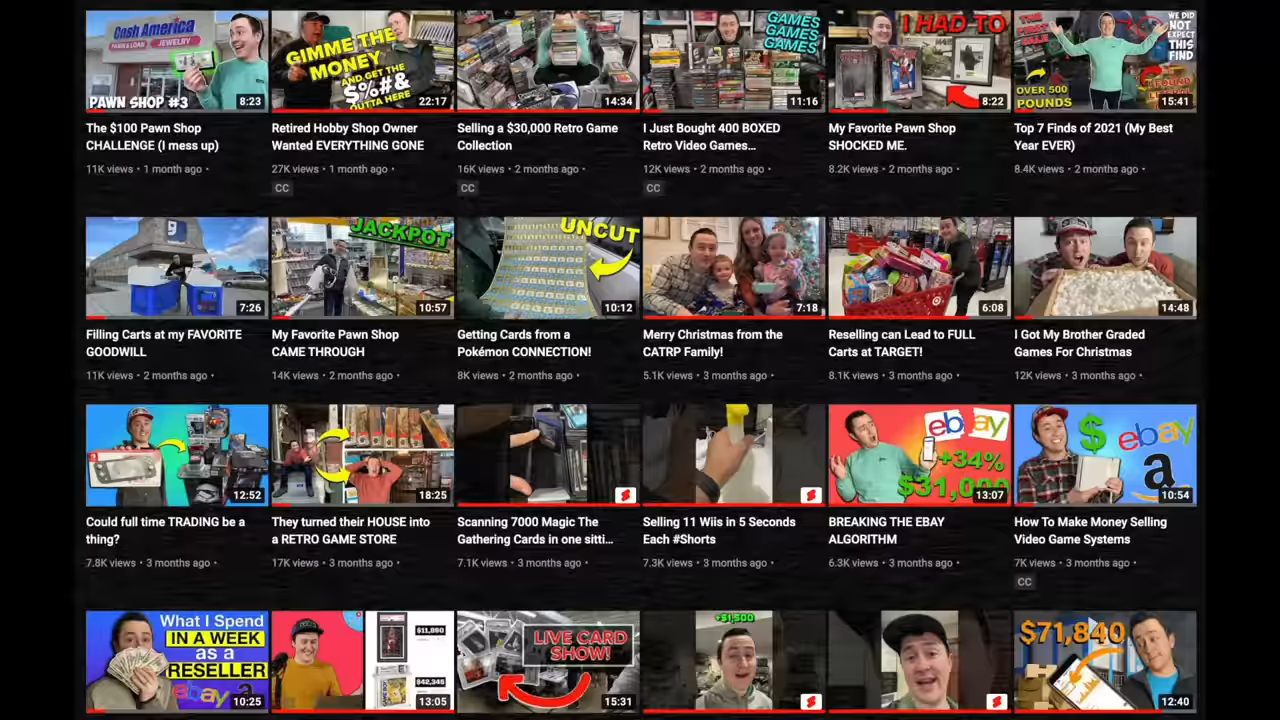 Cash America
PAWN & LOAN JEWELRY
PAWN SHOP #3
8:23
GIMME THE
MONEY
AND GET THE
$%#&
OUTTA HERE
22:17
14:34
GAMES
GAMES
GAMES
11:16
I HAD TO
8:22
THE FIRST SALE
WE DID
NOT
EXPECT
THIS
FIND
OVER 500
POUNDS
15:41
The $100 Pawn Shop
CHALLENGE (I mess up)
11K views • 1 month ago •
Retired Hobby Shop Owner
Wanted EVERYTHING GONE
27K views • 1 month ago •
CC
Selling a $30,000 Retro Game
Collection
16K views • 2 months ago •
CC
I Just Bought 400 BOXED
Retro Video Games...
12K views • 2 months ago •
CC
My Favorite Pawn Shop
SHOCKED ME.
8.2K views • 2 months ago •
Top 7 Finds of 2021 (My Best
Year EVER)
8.4K views • 2 months ago •
goodwill
7:26
JACKPOT
10:57
UNCUT
10:12
7:18
6:08
14:48
Filling Carts at my FAVORITE
GOODWILL
11K views • 2 months ago •
My Favorite Pawn Shop
CAME THROUGH
14K views • 2 months ago •
Getting Cards from a
Pokémon CONNECTION!
8K views • 2 months ago •
Merry Christmas from the
CATRP Family!
5.1K views • 3 months ago •
Reselling can Lead to FULL
Carts at TARGET!
8.1K views • 3 months ago •
I Got My Brother Graded
Games For Christmas
12K views • 3 months ago •
12:52
18:25
ebay
+34%
$31,000
13:07
$ ebay
a
10:54
Could full time TRADING be a
thing?
7.8K views • 3 months ago •
They turned their HOUSE into
a RETRO GAME STORE
17K views • 3 months ago •
Scanning 7000 Magic The
Gathering Cards in one sitti...
7.1K views • 3 months ago •
Selling 11 Wiis in 5 Seconds
Each #Shorts
7.3K views • 3 months ago •
BREAKING THE EBAY
ALGORITHM
6.3K views • 3 months ago •
How To Make Money Selling
Video Game Systems
7K views • 3 months ago •
CC
What I Spend
IN A WEEK
as a
RESELLER
ebay a
10:25
$11,890
$42,346
13:05
LIVE CARD
SHOW!
15:31
+$1,500
$71,840
12:40